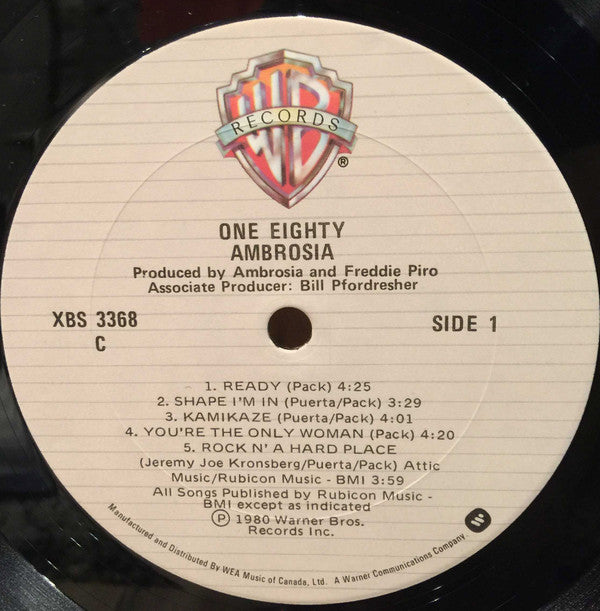 WB
RECORDS
®
ONE EIGHTY
AMBROSIA
Produced by Ambrosia and Freddie Piro
Associate Producer: Bill Pfordresher
XBS 3368
C
SIDE 1
1. READY (Pack) 4:25
2. SHAPE I'M IN (Puerta/Pack) 3:29
3. KAMIKAZE (Puerta/Pack) 4:01
4. YOU'RE THE ONLY WOMAN (Pack) 4:20
5. ROCK N' A HARD PLACE
(Jeremy Joe Kronsberg/Puerta/Pack) Attic
Music/Rubicon Music - BMI 3:59
All Songs Published by Rubicon Music -
BMI except as indicated
Ⓟ 1980 Warner Bros.
Records Inc.
Manufactured and Distributed By WEA Music of Canada, Ltd. A Warner Communications Company